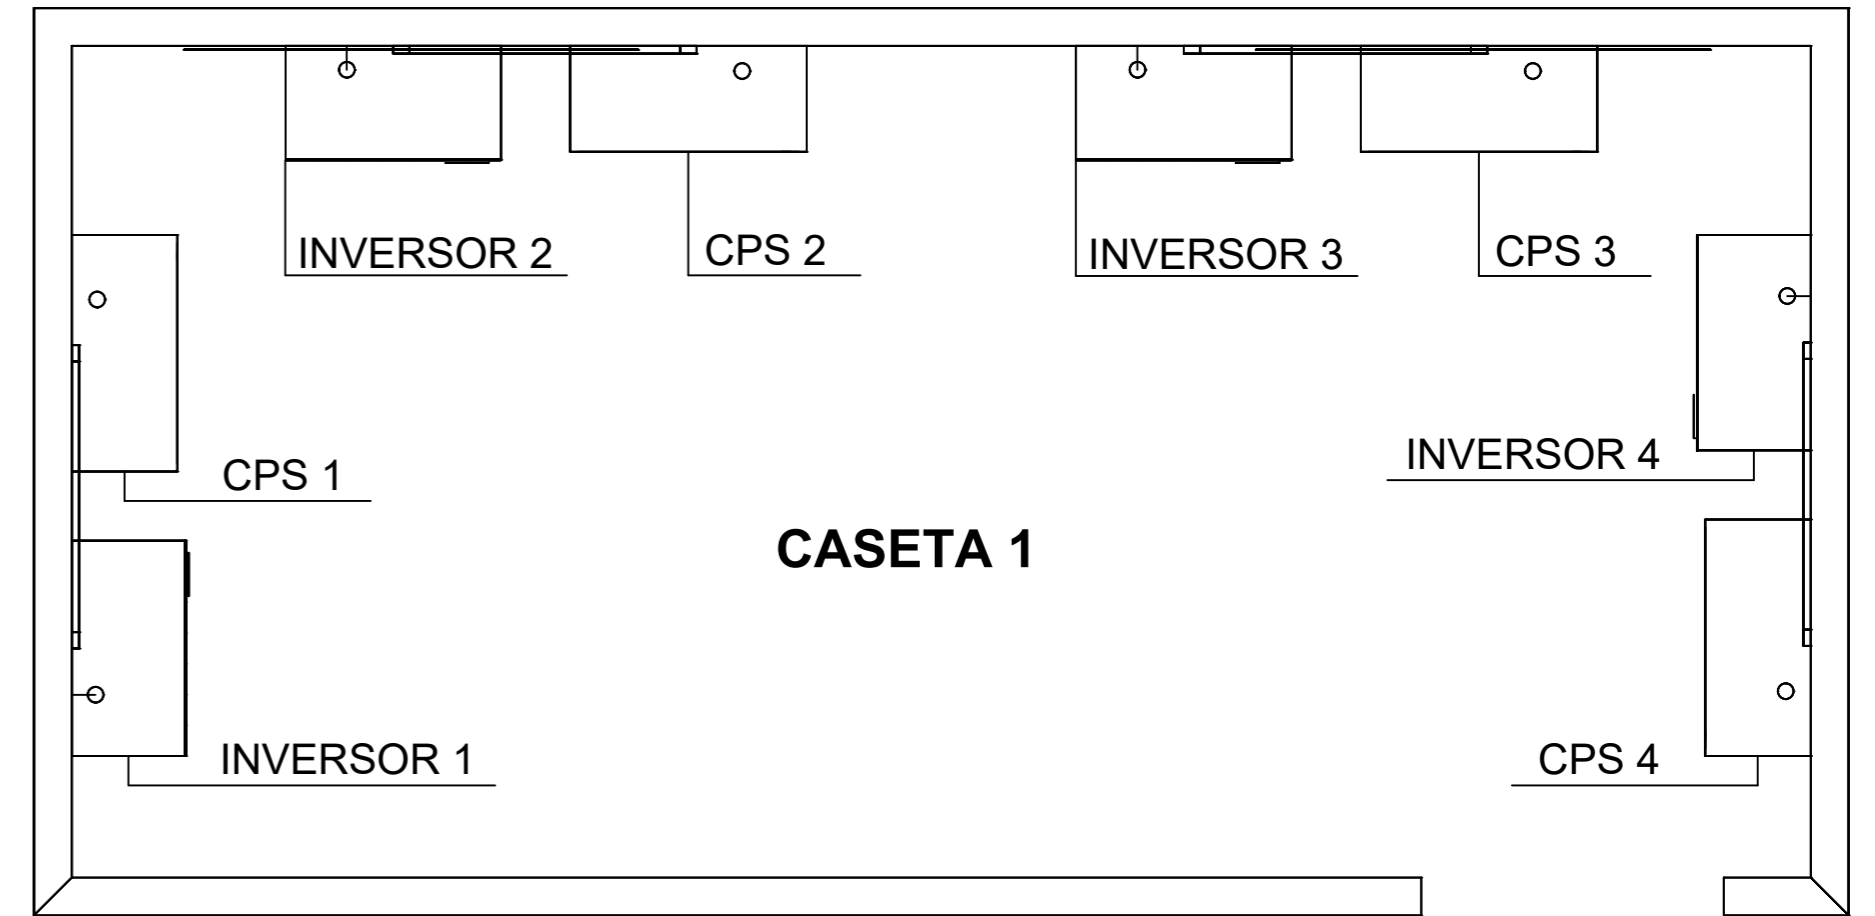 INVERSOR 2
CPS 2
INVERSOR 3
CPS 3
CPS 1
INVERSOR 4
CASETA 1
INVERSOR 1
CPS 4